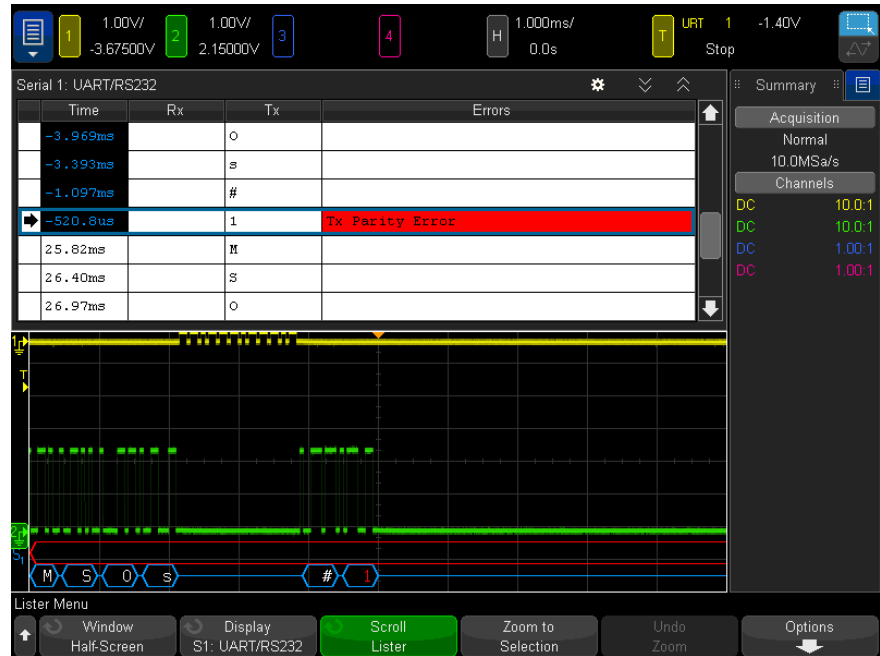 1 1.00V/ -3.67500V 2 1.00V/ 2.15000V 3 4 H 1.000ms/ 0.0s T URT 1 -1.40V Stop
Serial 1: UART/RS232
Time Rx Tx Errors
-3.969ms O
-3.393ms s
-1.097ms #
-520.8us 1 Tx Parity Error
25.82ms M
26.40ms S
26.97ms O
Summary
Acquisition
Normal
10.0MSa/s
Channels
DC 10.0:1
DC 10.0:1
DC 1.00:1
DC 1.00:1
1
T
2
S1
M S O s # 1
Lister Menu
Window Half-Screen
Display S1: UART/RS232
Scroll Lister
Zoom to Selection
Undo Zoom
Options